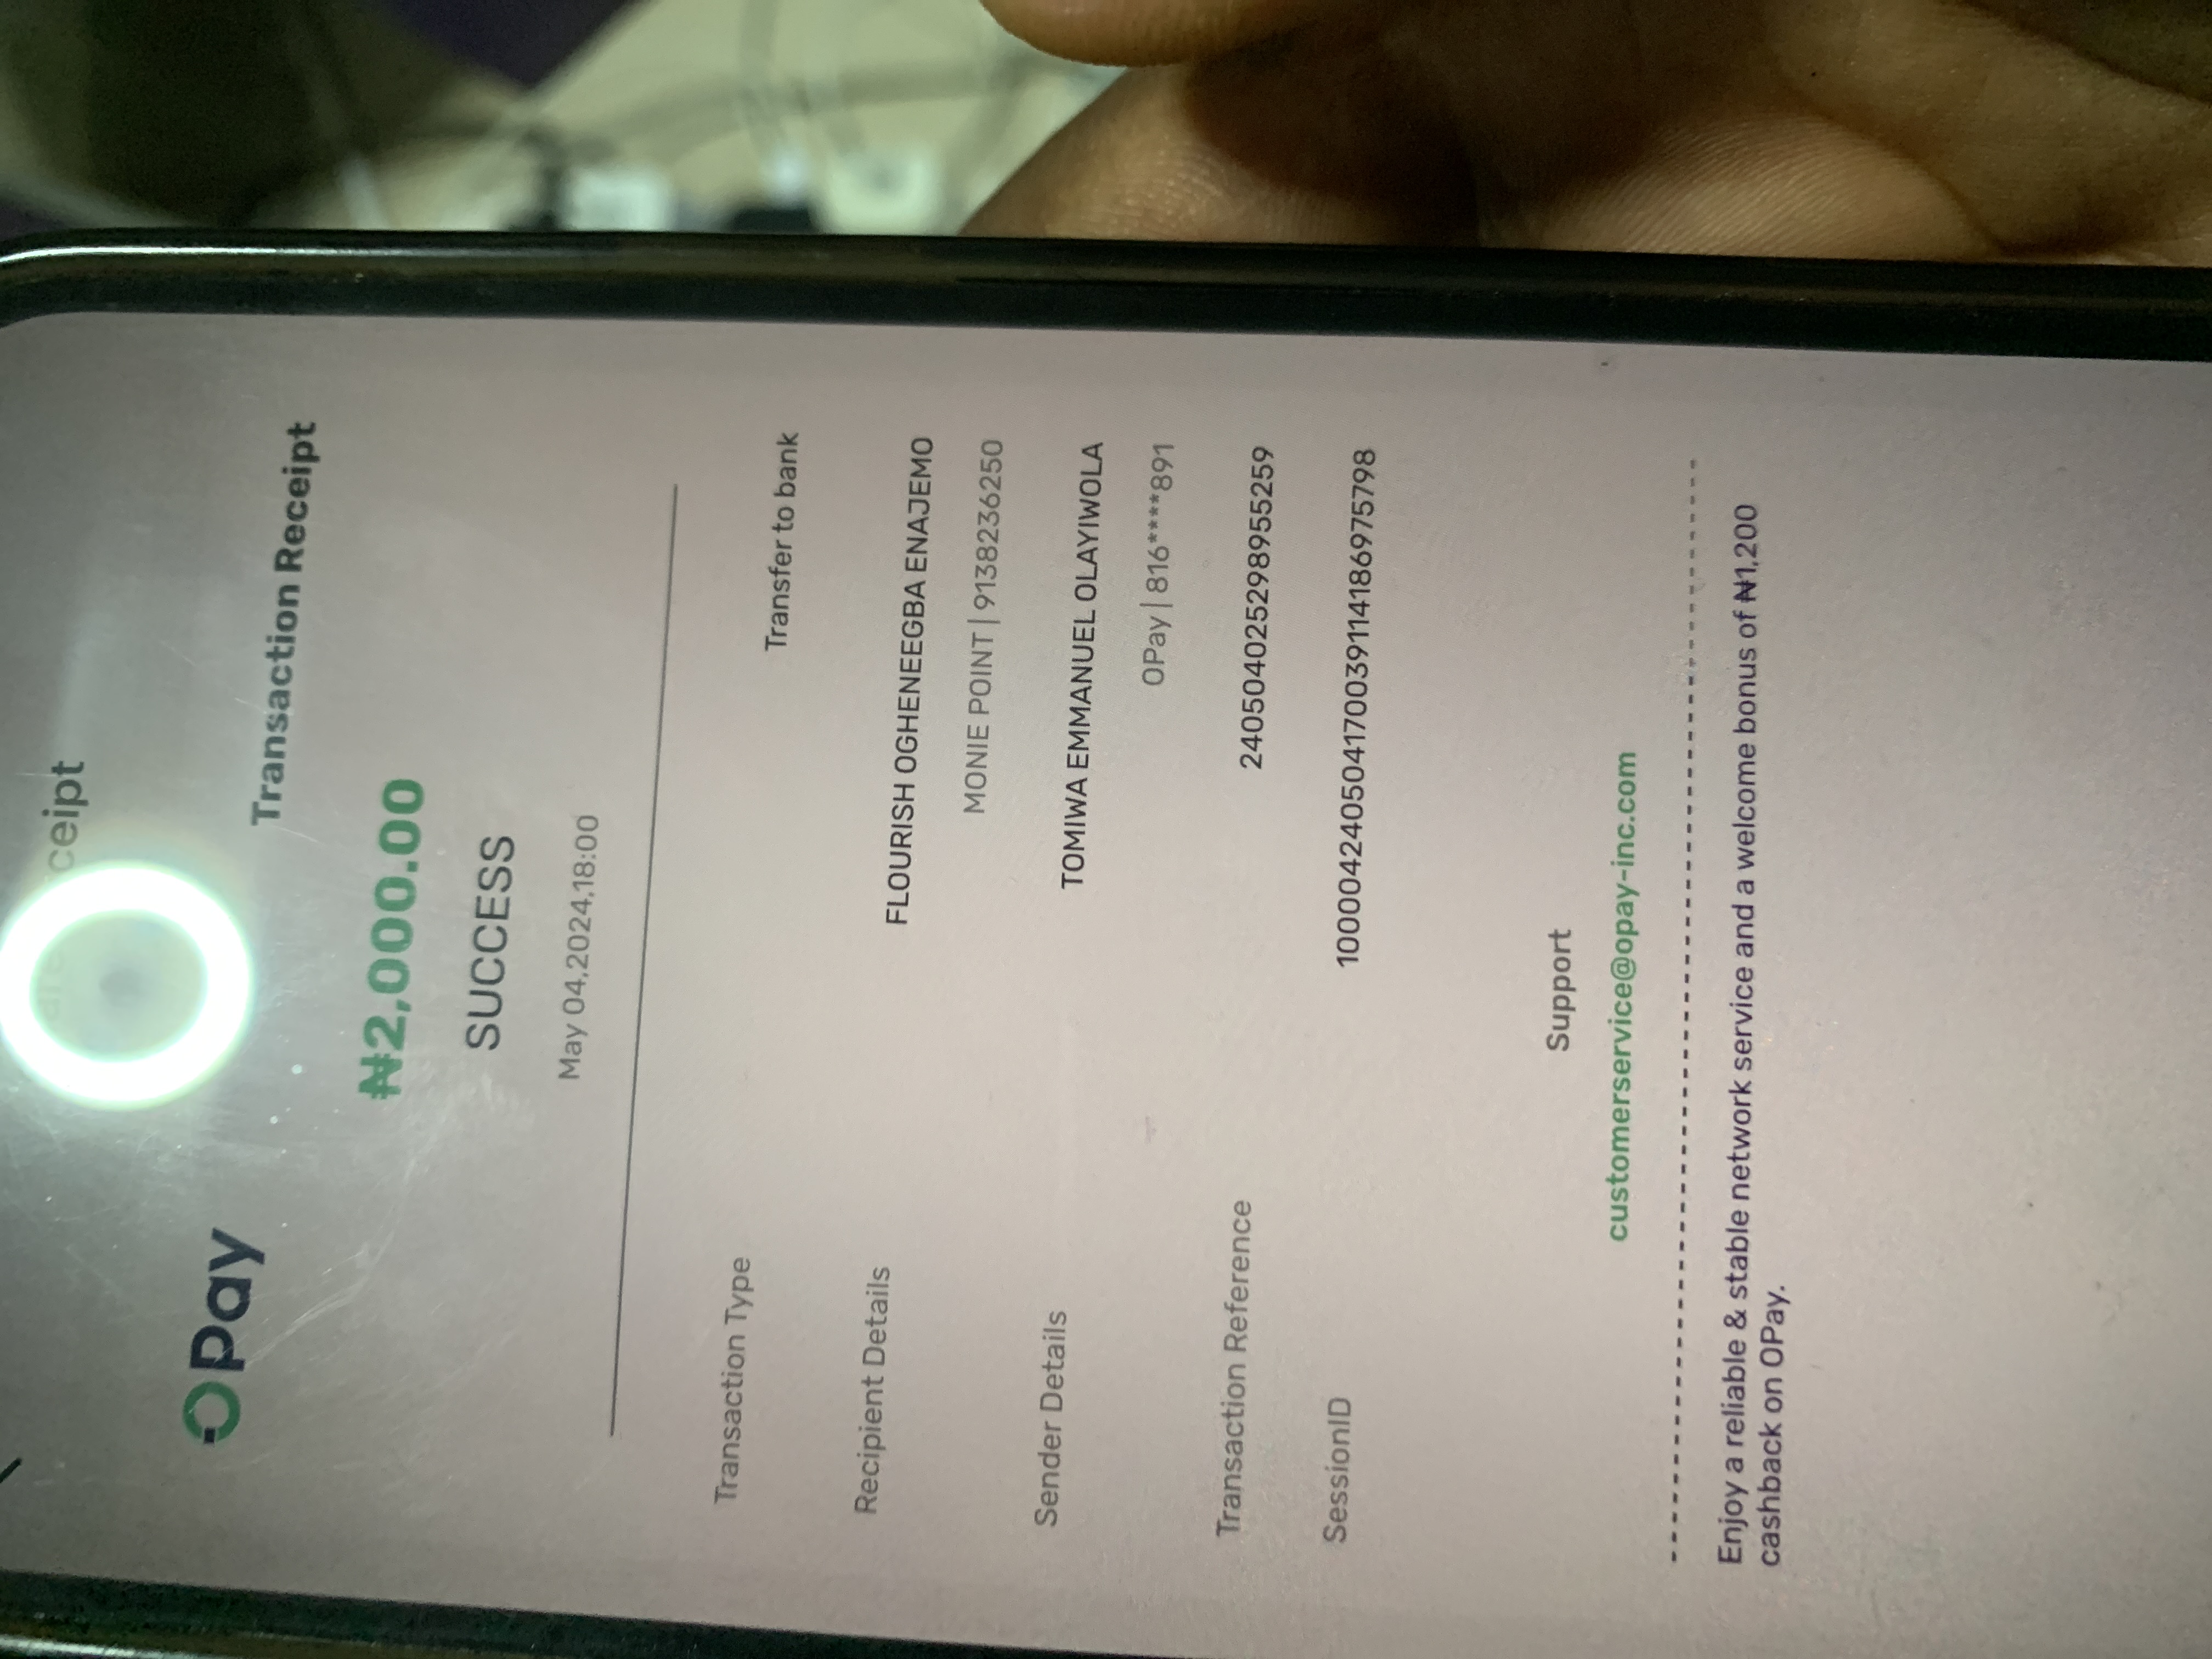 ceipt
OPay
Transaction Receipt
₦2,000.00
SUCCESS
May 04,2024,18:00
Transaction Type
Transfer to bank
Recipient Details
FLOURISH OGHENEEGBA ENAJEMO
MONIE POINT | 9138236250
Sender Details
TOMIWA EMMANUEL OLAYIWOLA
OPay | 816****891
Transaction Reference
240504025298955259
SessionID
100004240504170039114186975798
Support
customerservice@opay-inc.com
Enjoy a reliable & stable network service and a welcome bonus of ₦1,200
cashback on OPay.